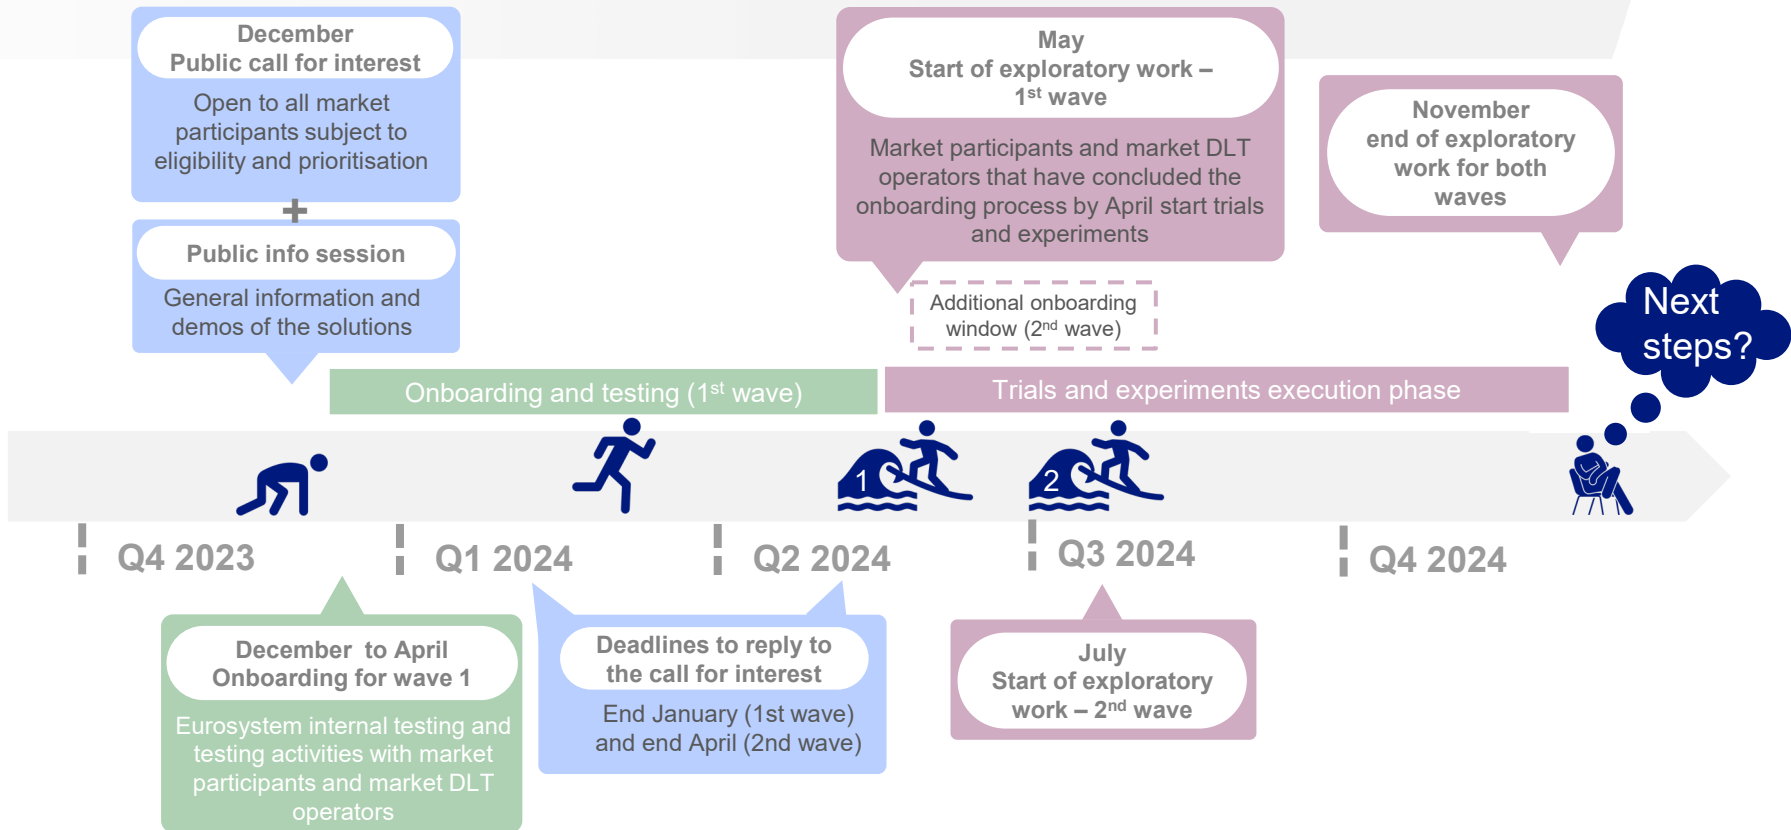 December
Public call for interest
Open to all market
participants subject to
eligibility and prioritisation
+
Public info session
General information and
demos of the solutions
May
Start of exploratory work –
1st wave
Market participants and market DLT
operators that have concluded the
onboarding process by April start trials
and experiments
November
end of exploratory
work for both
waves
Additional onboarding
window (2nd wave)
Next
steps?
Onboarding and testing (1st wave)
Trials and experiments execution phase
1
2
Q4 2023
Q1 2024
Q2 2024
Q3 2024
Q4 2024
December to April
Onboarding for wave 1
Eurosystem internal testing and
testing activities with market
participants and market DLT
operators
Deadlines to reply to
the call for interest
End January (1st wave)
and end April (2nd wave)
July
Start of exploratory
work – 2nd wave